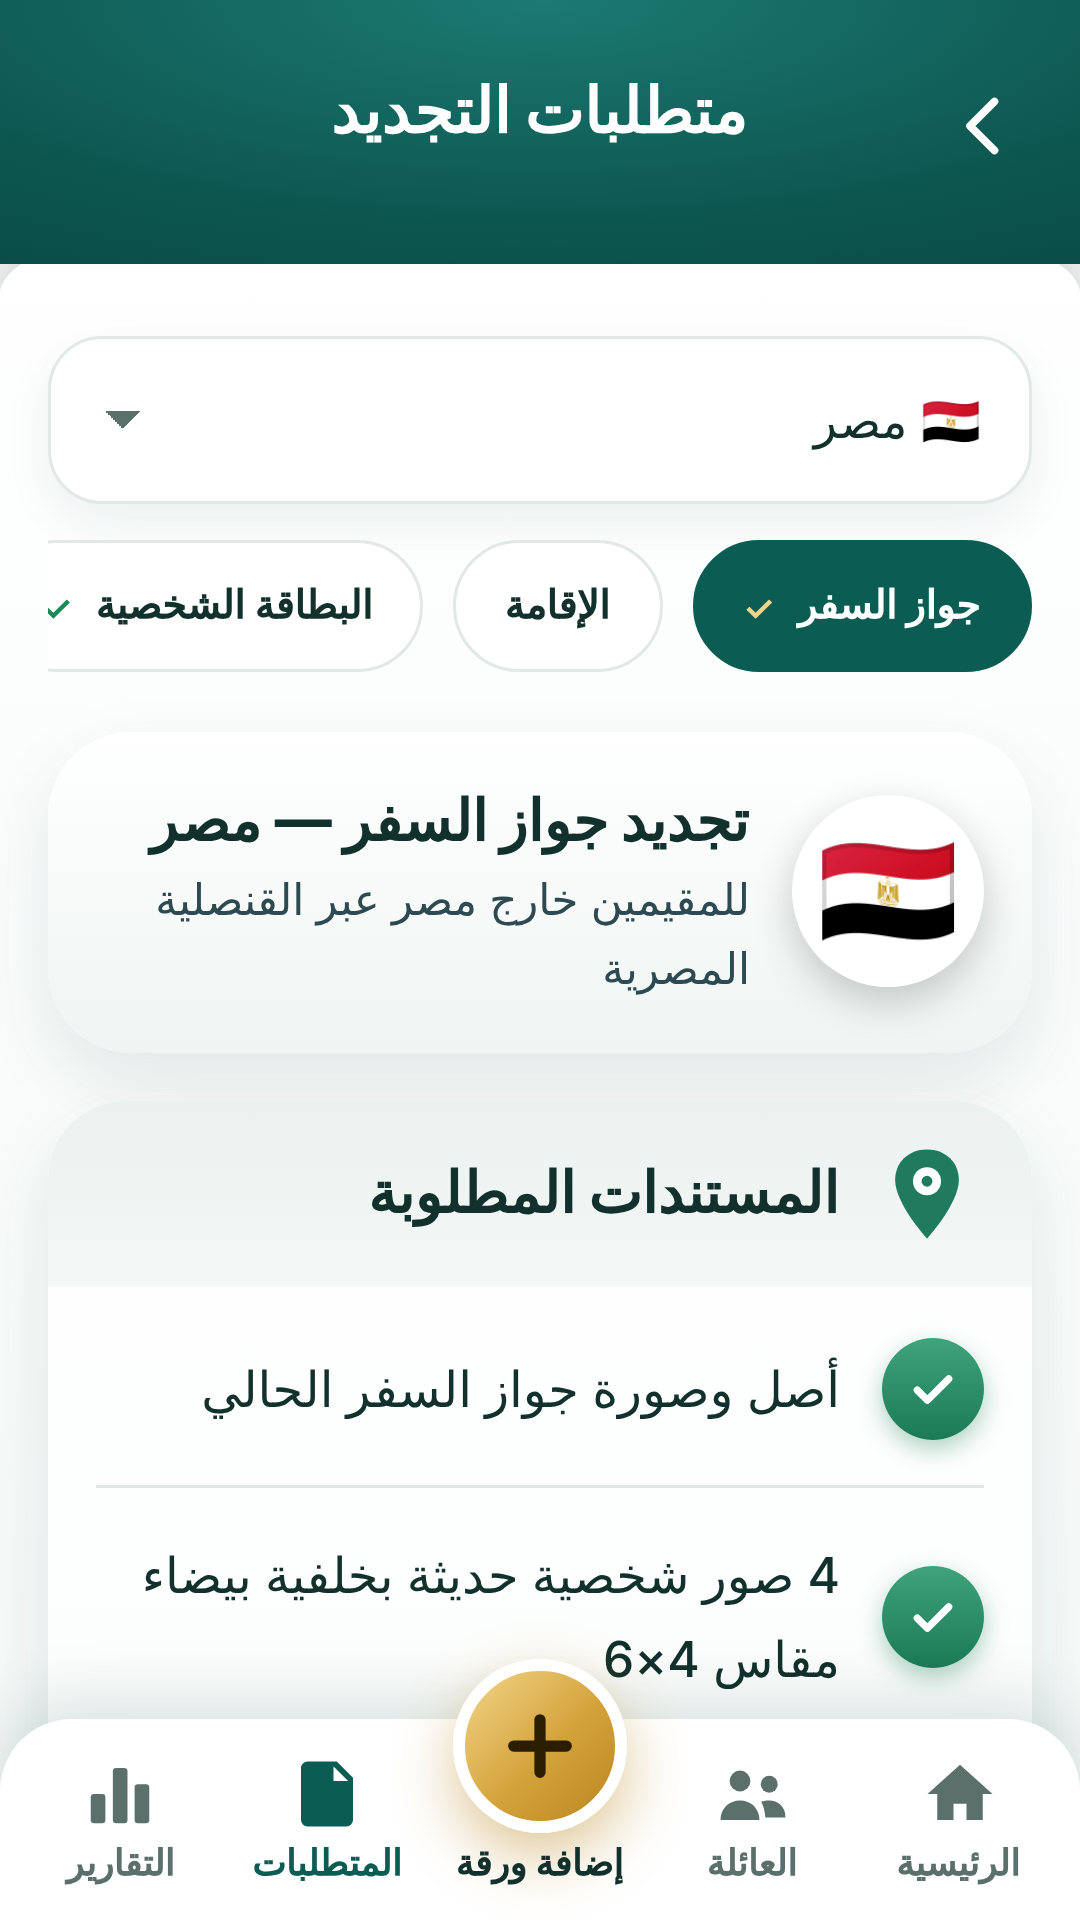 متطلبات التجديد
🇪🇬 مصر
جواز السفر ✓
الإقامة
البطاقة الشخصية ✓
تجديد جواز السفر — مصر
للمقيمين خارج مصر عبر القنصلية
المصرية
المستندات المطلوبة
أصل وصورة جواز السفر الحالي
4 صور شخصية حديثة بخلفية بيضاء
مقاس 4×6
الرئيسية
العائلة
إضافة ورقة
المتطلبات
التقارير